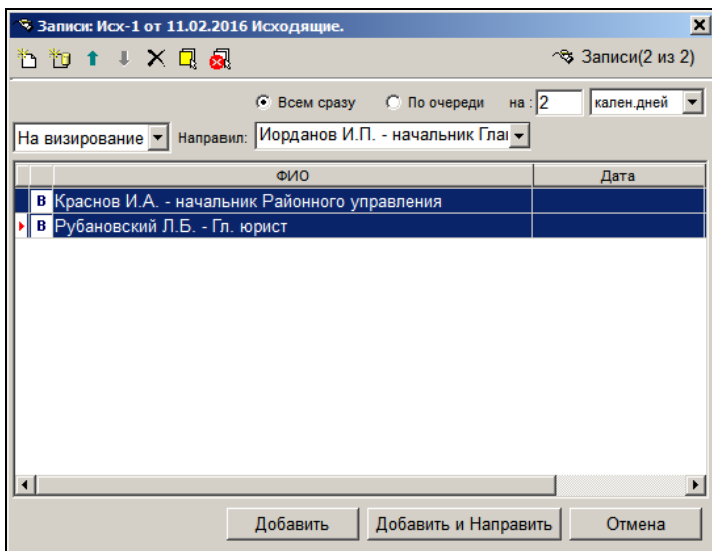 Записи: Исх-1 от 11.02.2016 Исходящие.
Записи(2 из 2)
Всем сразу По очереди на : 2 кален.дней
На визирование Направил: Иорданов И.П. - начальник Глав
ФИО Дата
В Краснов И.А. - начальник Районного управления
В Рубановский Л.Б. - Гл. юрист
Добавить Добавить и Направить Отмена